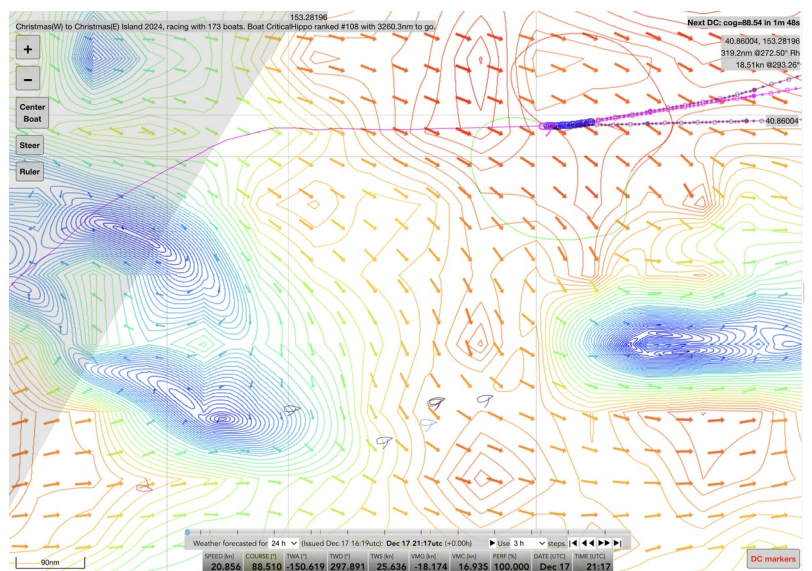 153.28196
Christmas(W) to Christmas(E) Island 2024, racing with 173 boats. Boat CriticalHippo ranked #108 with 3260.3nm to go.
Next DC: cog=88.54 in 1m 48s
40.86004, 153.28196
319.2nm @272.50° Rh
18.51kn @293.26°
+
−
Center
Boat
Steer
Ruler
40.86004
Weather forecasted for 24 h (Issued Dec 17 16:19utc): Dec 17 21:17utc (+0.00h) Use 3 h steps.
90nm
SPEED [kn] COURSE [°] TWA [°] TWD [°] TWS [kn] VMG [kn] VMC [kn] PERF [%] DATE [UTC] TIME [UTC]
20.856 88.510 -150.619 297.891 25.636 -18.174 16.935 100.000 Dec 17 21:17
DC markers